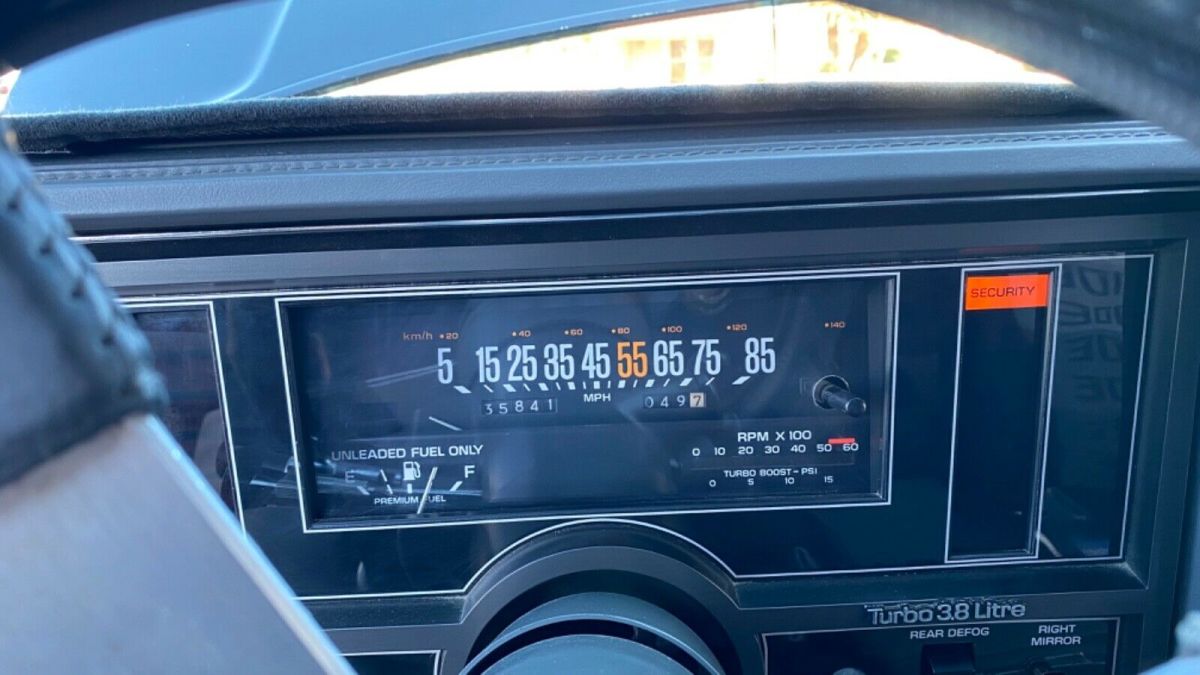 SECURITY
km/h 20 40 60 80 100 120 140
5 15 25 35 45 55 65 75 85
MPH
35841
0497
RPM X 100
0 10 20 30 40 50 60
TURBO BOOST-PSI
0 5 10 15
UNLEADED FUEL ONLY
E F
PREMIUM FUEL
Turbo 3.8 Litre
REAR DEFOG
RIGHT
MIRROR